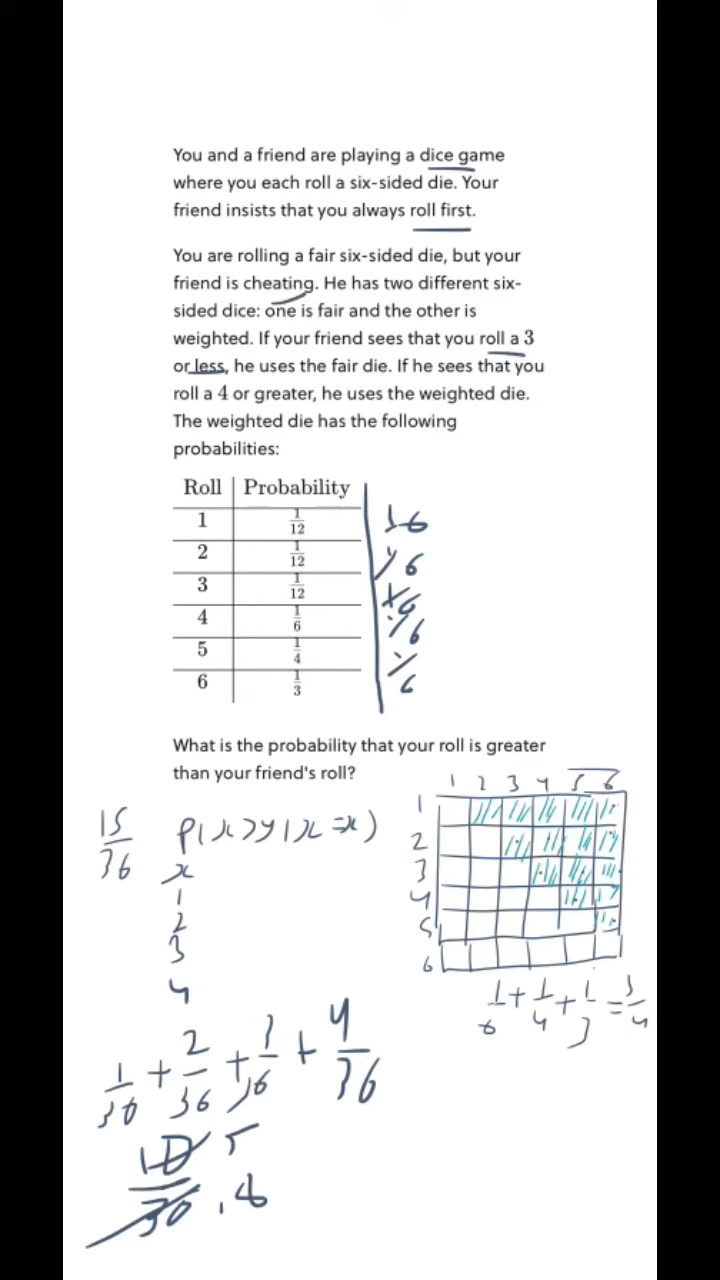 You and a friend are playing a dice game
where you each roll a six-sided die. Your
friend insists that you always roll first.
You are rolling a fair six-sided die, but your
friend is cheating. He has two different six-
sided dice: one is fair and the other is
weighted. If your friend sees that you roll a 3
or less, he uses the fair die. If he sees that you
roll a 4 or greater, he uses the weighted die.
The weighted die has the following
probabilities:
Roll Probability
1 1/12
2 1/12
3 1/12
4 1/6
5 1/4
6 1/3
1/6
1/6
1/6
1/6
What is the probability that your roll is greater
than your friend's roll?
1 2 3 4 5 6
1
2
3
4
5
6
15/36 P(x>y|x=x)
x
1
2
3
4
1/6 + 1/4 + 1/3 = 3/4
1/36 + 2/36 + 3/36 + 4/36
10 5
36